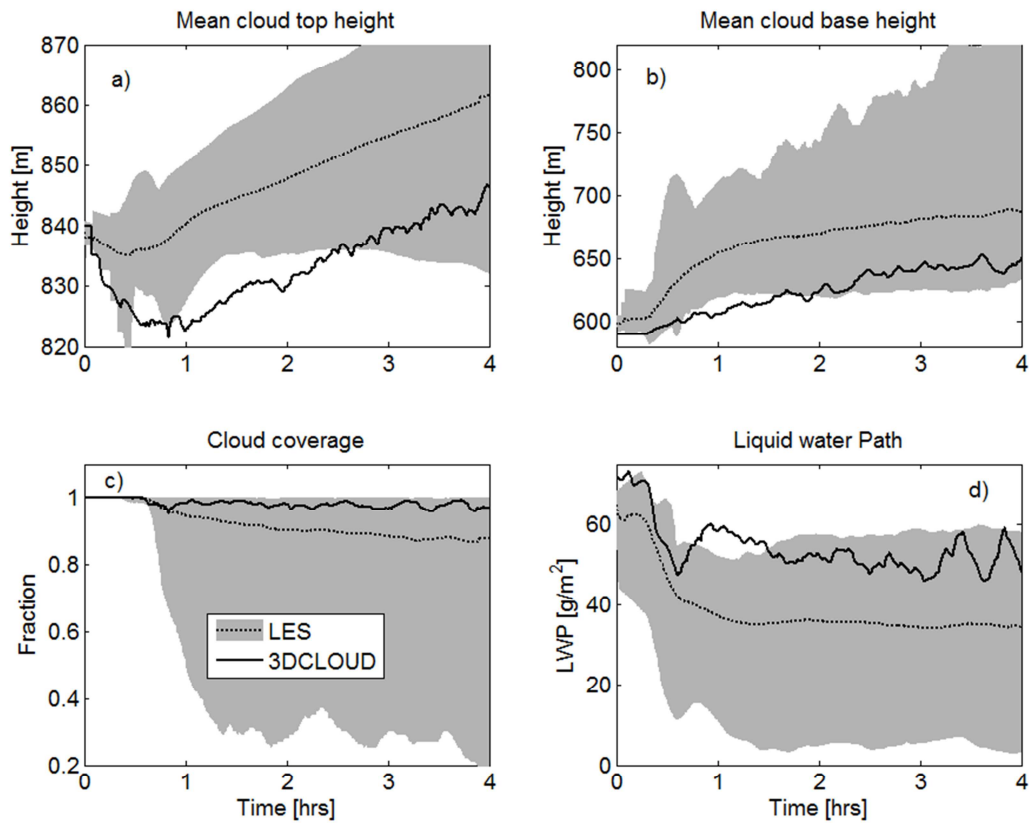 Mean cloud top height
870
860
850
840
830
820
Height [m]
a)
0 1 2 3 4
Mean cloud base height
800
750
700
650
600
Height [m]
b)
0 1 2 3 4
Cloud coverage
1
0.8
0.6
0.4
0.2
Fraction
c)
LES
3DCLOUD
0 1 2 3 4
Time [hrs]
Liquid water Path
60
40
20
0
LWP [g/m²]
d)
0 1 2 3 4
Time [hrs]